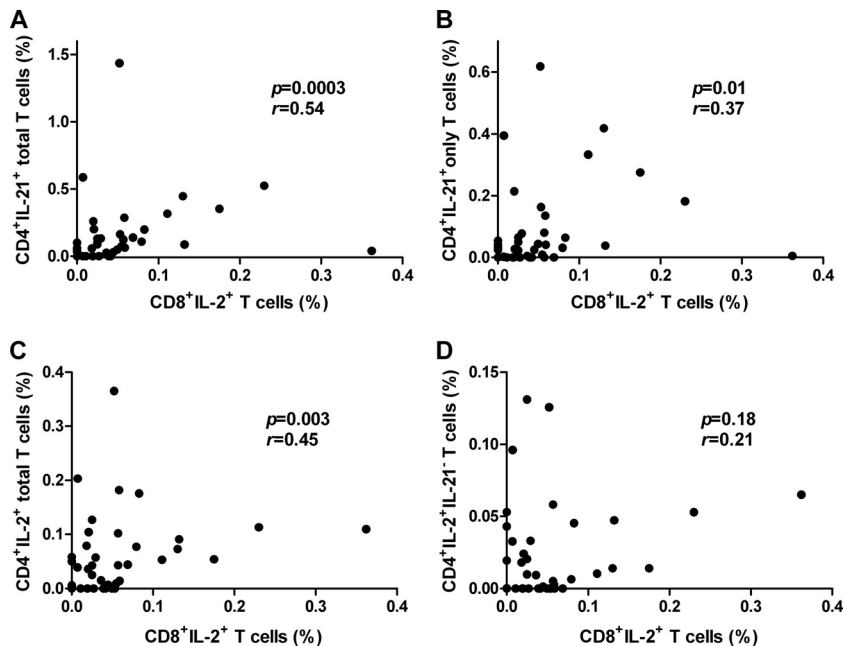 A
CD4⁺IL-21⁺ total T cells (%)
1.5
1.0
0.5
0.0
p=0.0003
r=0.54
0.0 0.1 0.2 0.3 0.4
CD8⁺IL-2⁺ T cells (%)
B
CD4⁺IL-21⁺only T cells (%)
0.6
0.4
0.2
0.0
p=0.01
r=0.37
0.0 0.1 0.2 0.3 0.4
CD8⁺IL-2⁺ T cells (%)
C
CD4⁺IL-2⁺ total T cells (%)
0.4
0.3
0.2
0.1
0.0
p=0.003
r=0.45
0.0 0.1 0.2 0.3 0.4
CD8⁺IL-2⁺ T cells (%)
D
CD4⁺IL-2⁺IL-21⁻ T cells (%)
0.15
0.10
0.05
0.00
p=0.18
r=0.21
0.0 0.1 0.2 0.3 0.4
CD8⁺IL-2⁺ T cells (%)